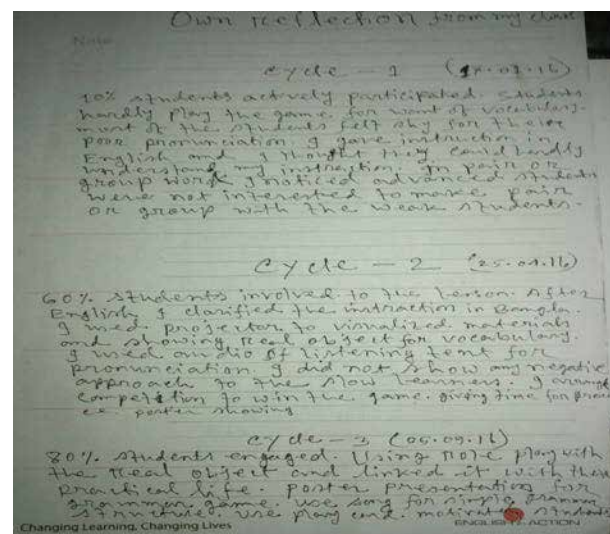 Own reflection from my class
Note
cycle - 1 (
10% students actively participated. Students
hardly play the game for want of vocabulary.
most of the students felt shy for their
poor pronunciation. I gave instruction in
English and I thought they could hardly
understand my instruction. In pair or
group work I noticed advanced students
were not interested to make pair
or group with the weak students.
cycle - 2 (25.01.16)
60% students involved to the lesson. After
English I clarified the instruction in Bangla.
I used projector to visualized materials
and showing real object for vocabulary.
I used audio of listening text for
pronunciation. I did not show any negative
approach to the slow learners. I arrange
competition to win the game. giving time for
poster showing
cycle - 3 (06.09.16)
80% students engaged. Using role play with
the real object and linked it with their
practical life. poster presentation for
grammar game. use song for simple grammar
structure. use play card. motivate students
Changing Learning, Changing Lives
ENGLISH ACTION